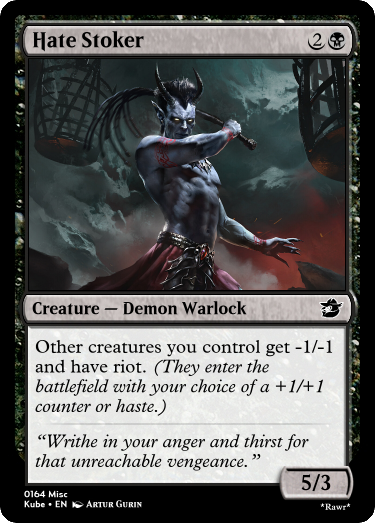 Hate Stoker 2
Creature — Demon Warlock
Other creatures you control get -1/-1
and have riot. (They enter the
battlefield with your choice of a +1/+1
counter or haste.)
“Writhe in your anger and thirst for
that unreachable vengeance.”
5/3
0164 Misc
Kube • EN Artur Gurin
*Rawr*